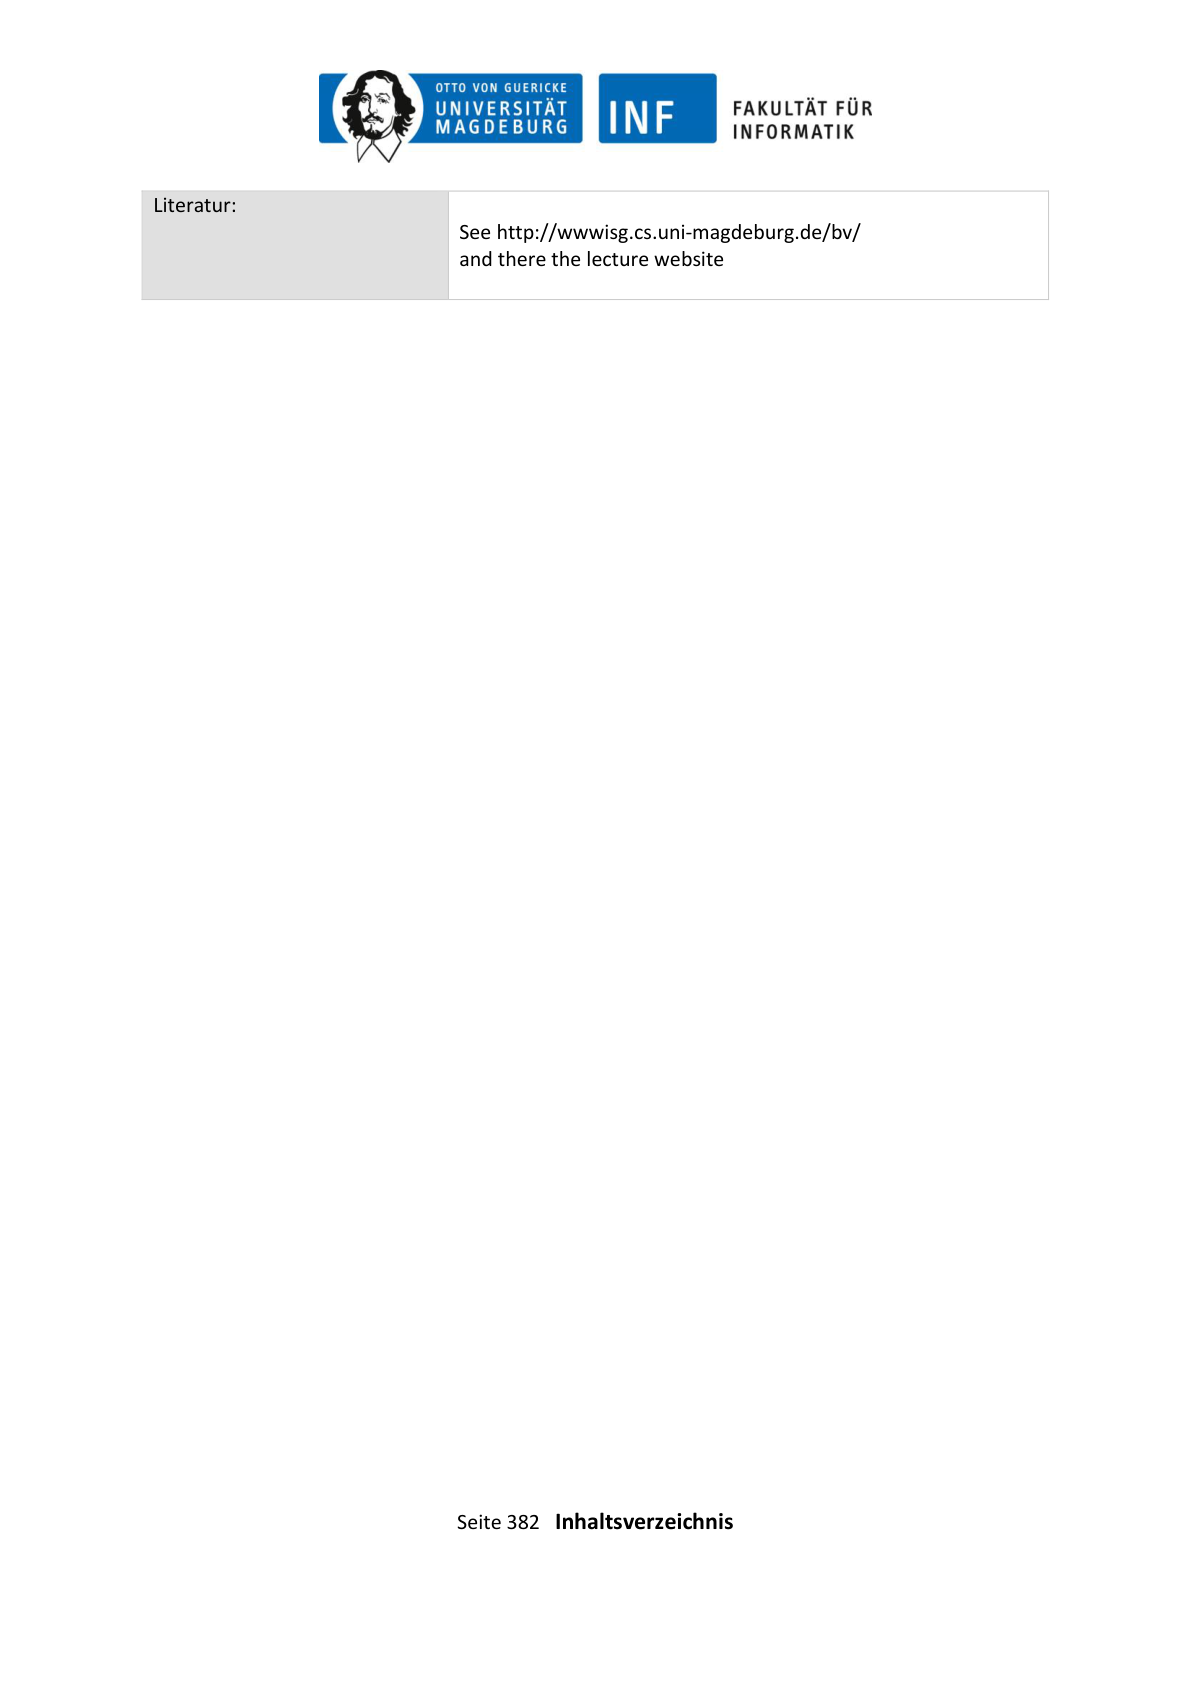 OTTO VON GUERICKE
UNIVERSITÄT
MAGDEBURG
INF
FAKULTÄT FÜR
INFORMATIK
Literatur:
See http://wwwisg.cs.uni-magdeburg.de/bv/
and there the lecture website
Seite 382 Inhaltsverzeichnis